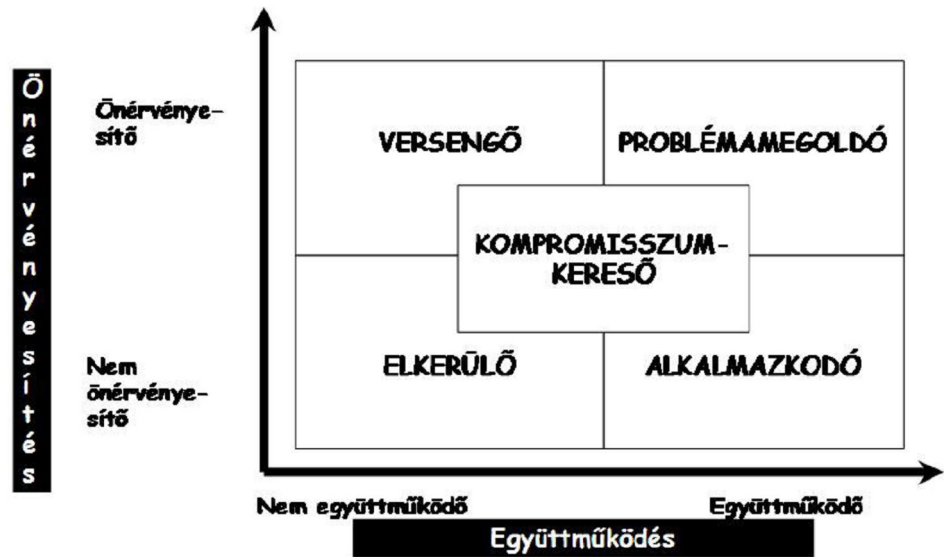 Önérvényesítés
Önérvénye-
sítő
VERSENGŐ
PROBLÉMAMEGOLDÓ
KOMPROMISSZUM-
KERESŐ
Nem
önérvénye-
sítő
ELKERÜLŐ
ALKALMAZKODÓ
Nem együttműködő
Együttműködő
Együttműködés